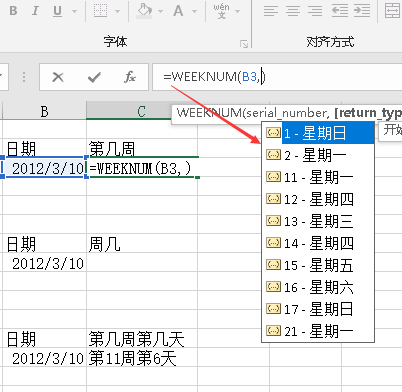 B I U 字体 对齐方式
=WEEKNUM(B3,)
WEEKNUM(serial_number, [return_typ
开始
B C
日期 第几周
2012/3/10 =WEEKNUM(B3,)
1 - 星期日
2 - 星期一
11 - 星期一
12 - 星期四
13 - 星期三
14 - 星期四
15 - 星期五
16 - 星期六
17 - 星期日
21 - 星期一
日期 周几
2012/3/10
日期 第几周第几天
2012/3/10 第11周第6天